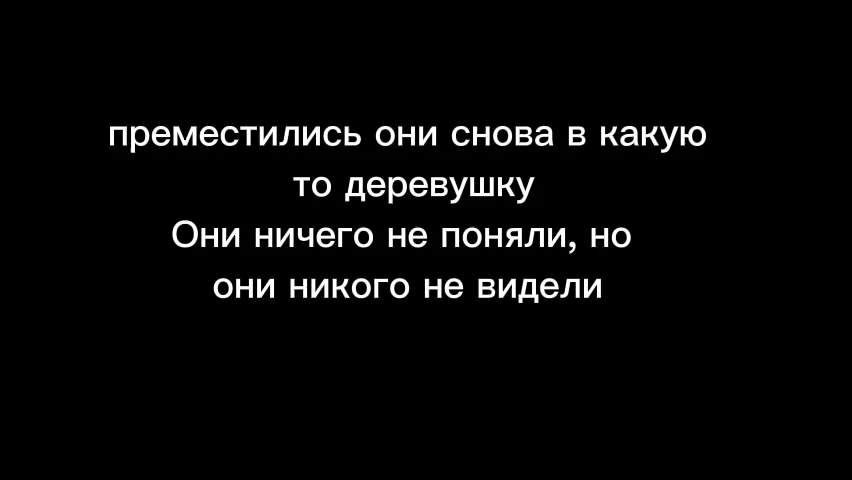 преместились они снова в какую
то деревушку
Они ничего не поняли, но
они никого не видели